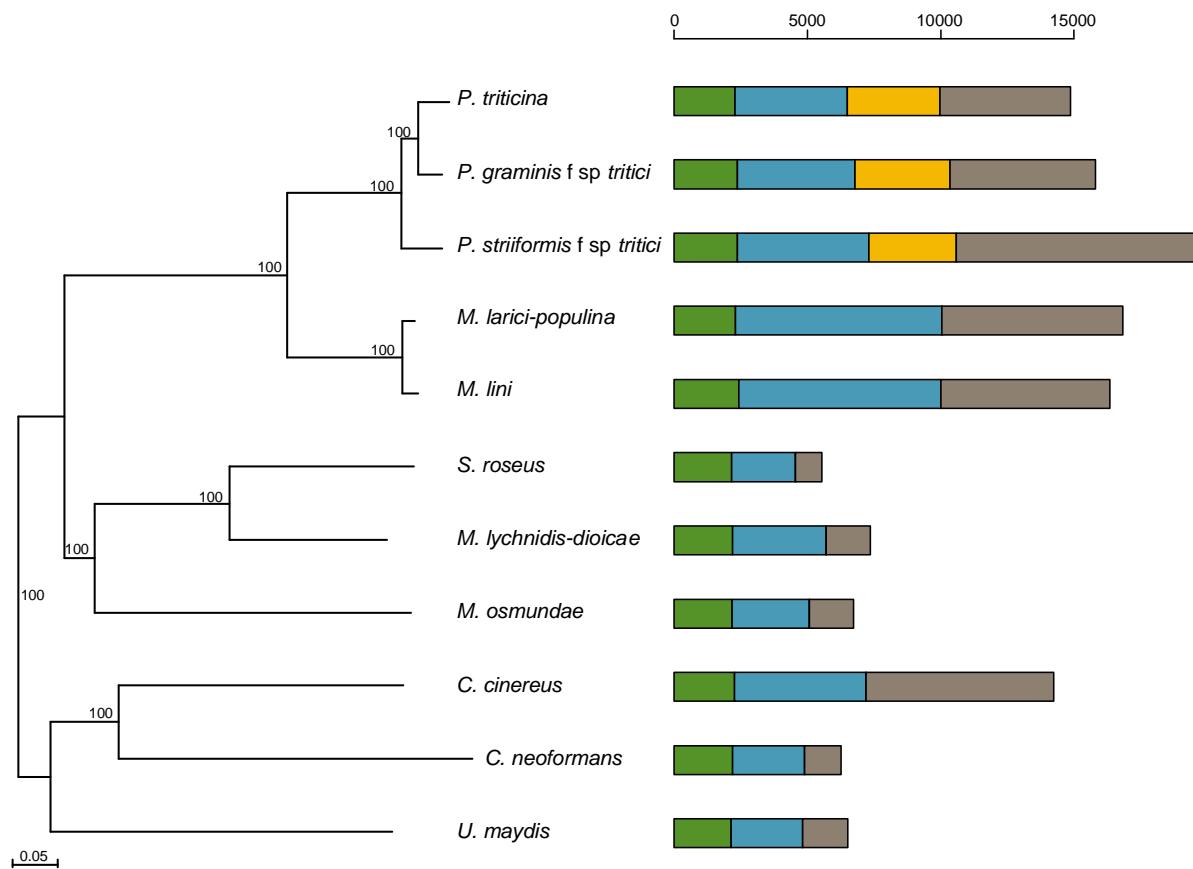 0 5000 10000 15000
P. triticina
100
P. graminis f sp tritici
100
P. striiformis f sp tritici
100
M. larici-populina
100
M. lini
S. roseus
100
M. lychnidis-dioicae
100
100
M. osmundae
C. cinereus
100
C. neoformans
U. maydis
0.05